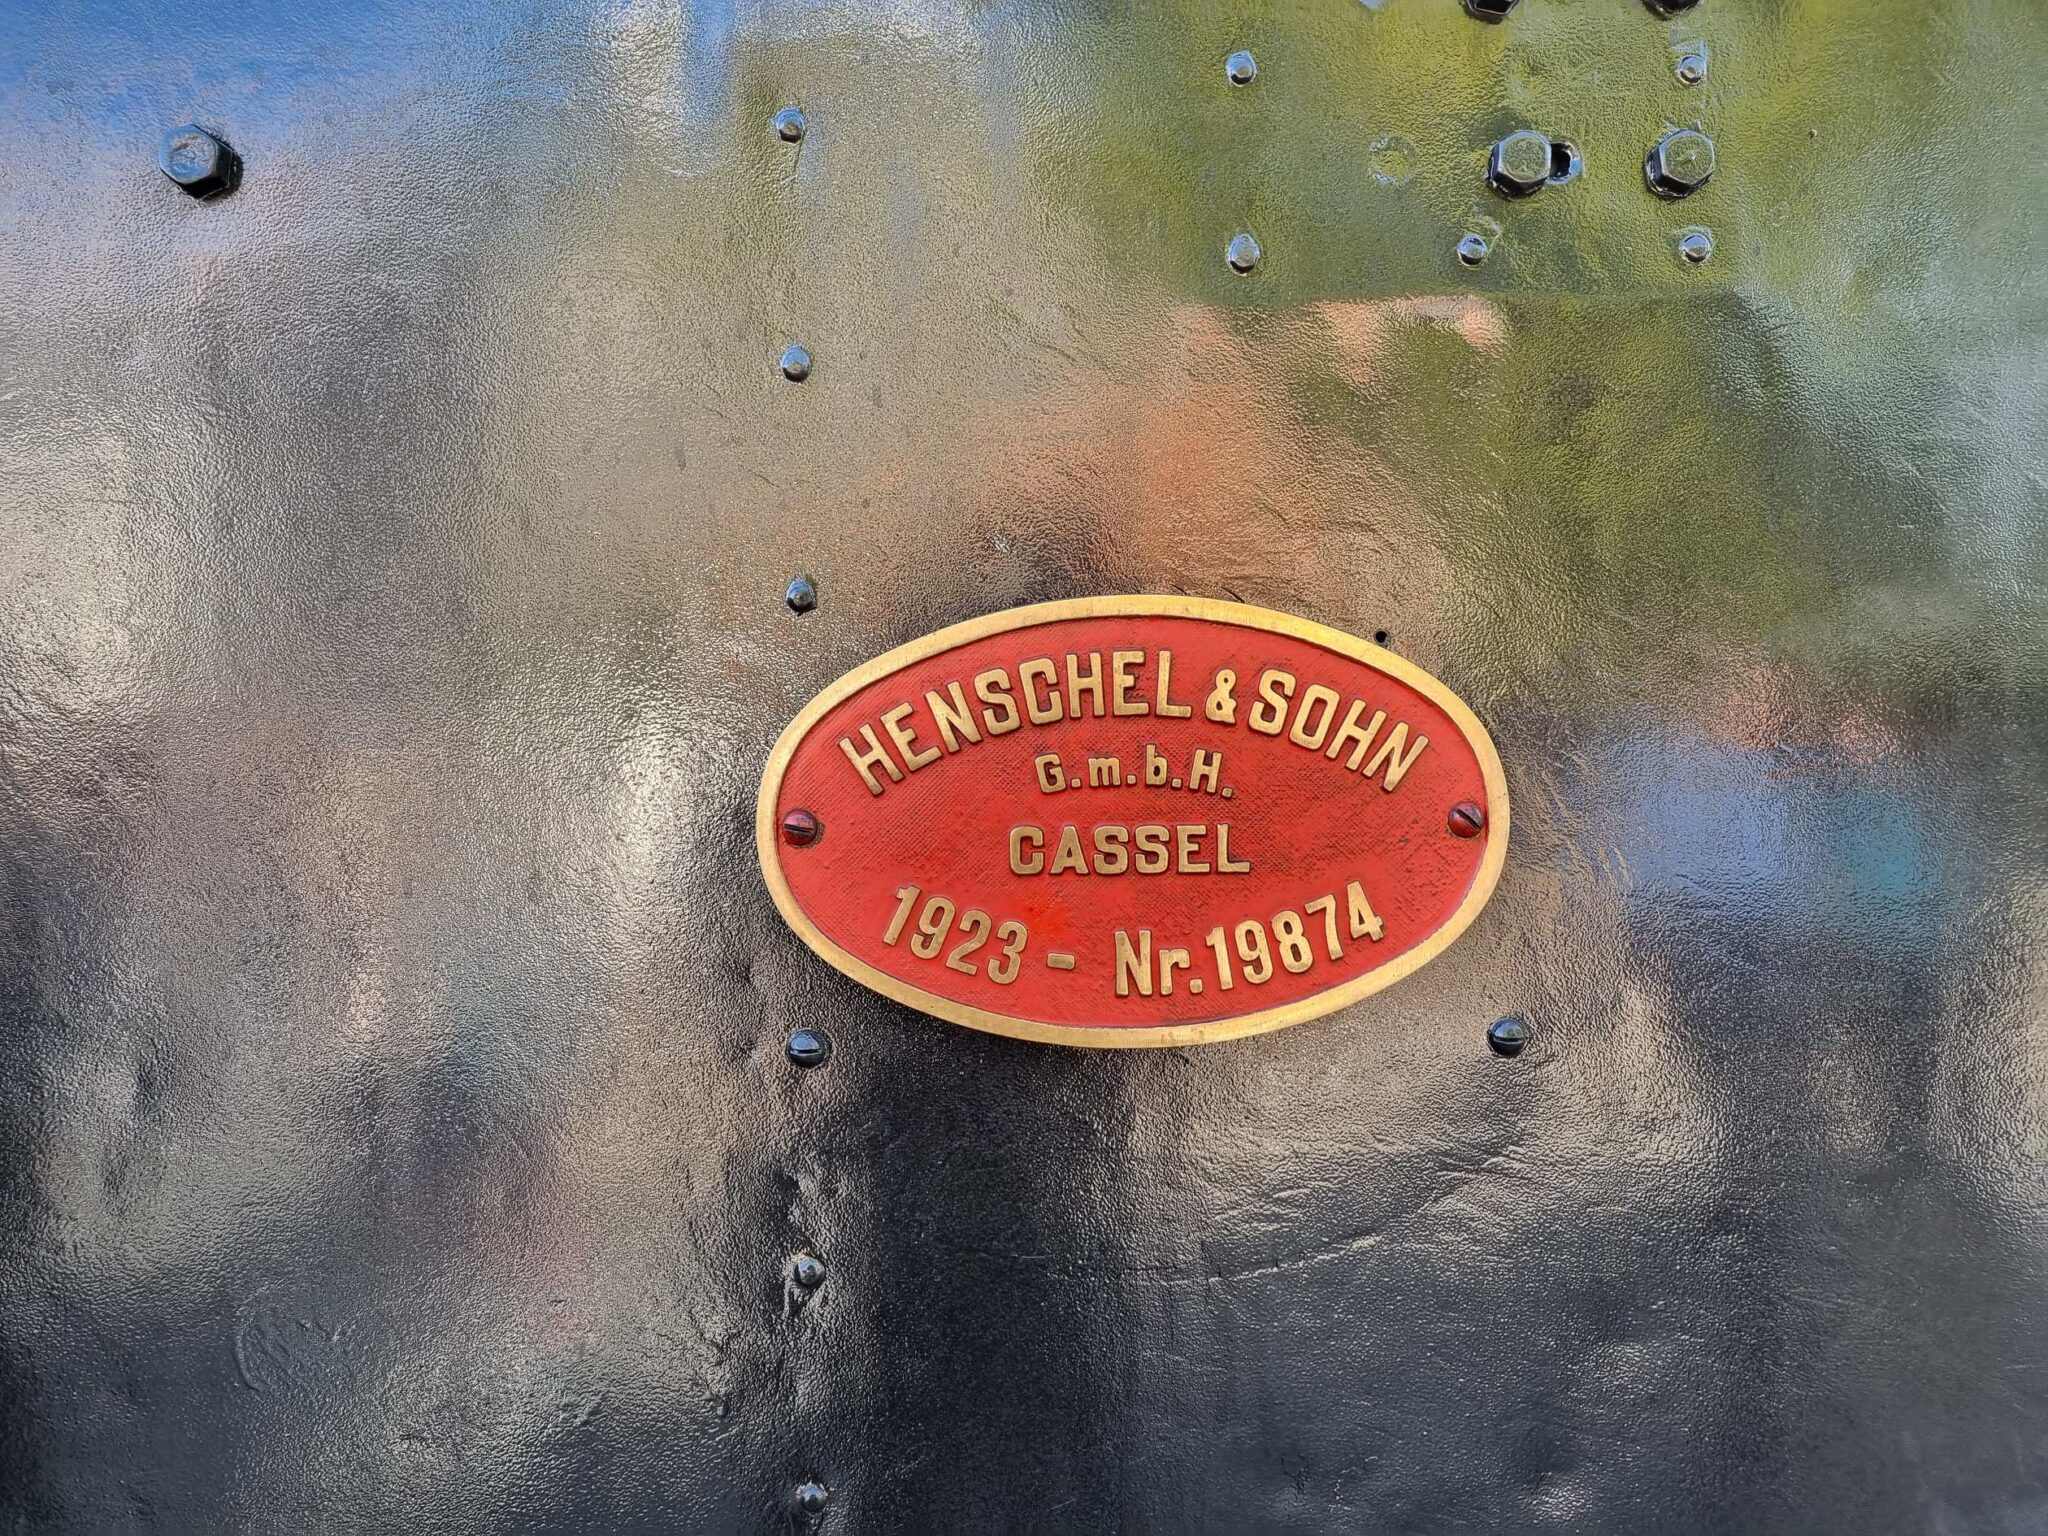 HENSCHEL & SOHN
G.m.b.H.
CASSEL
1923 - Nr. 19874